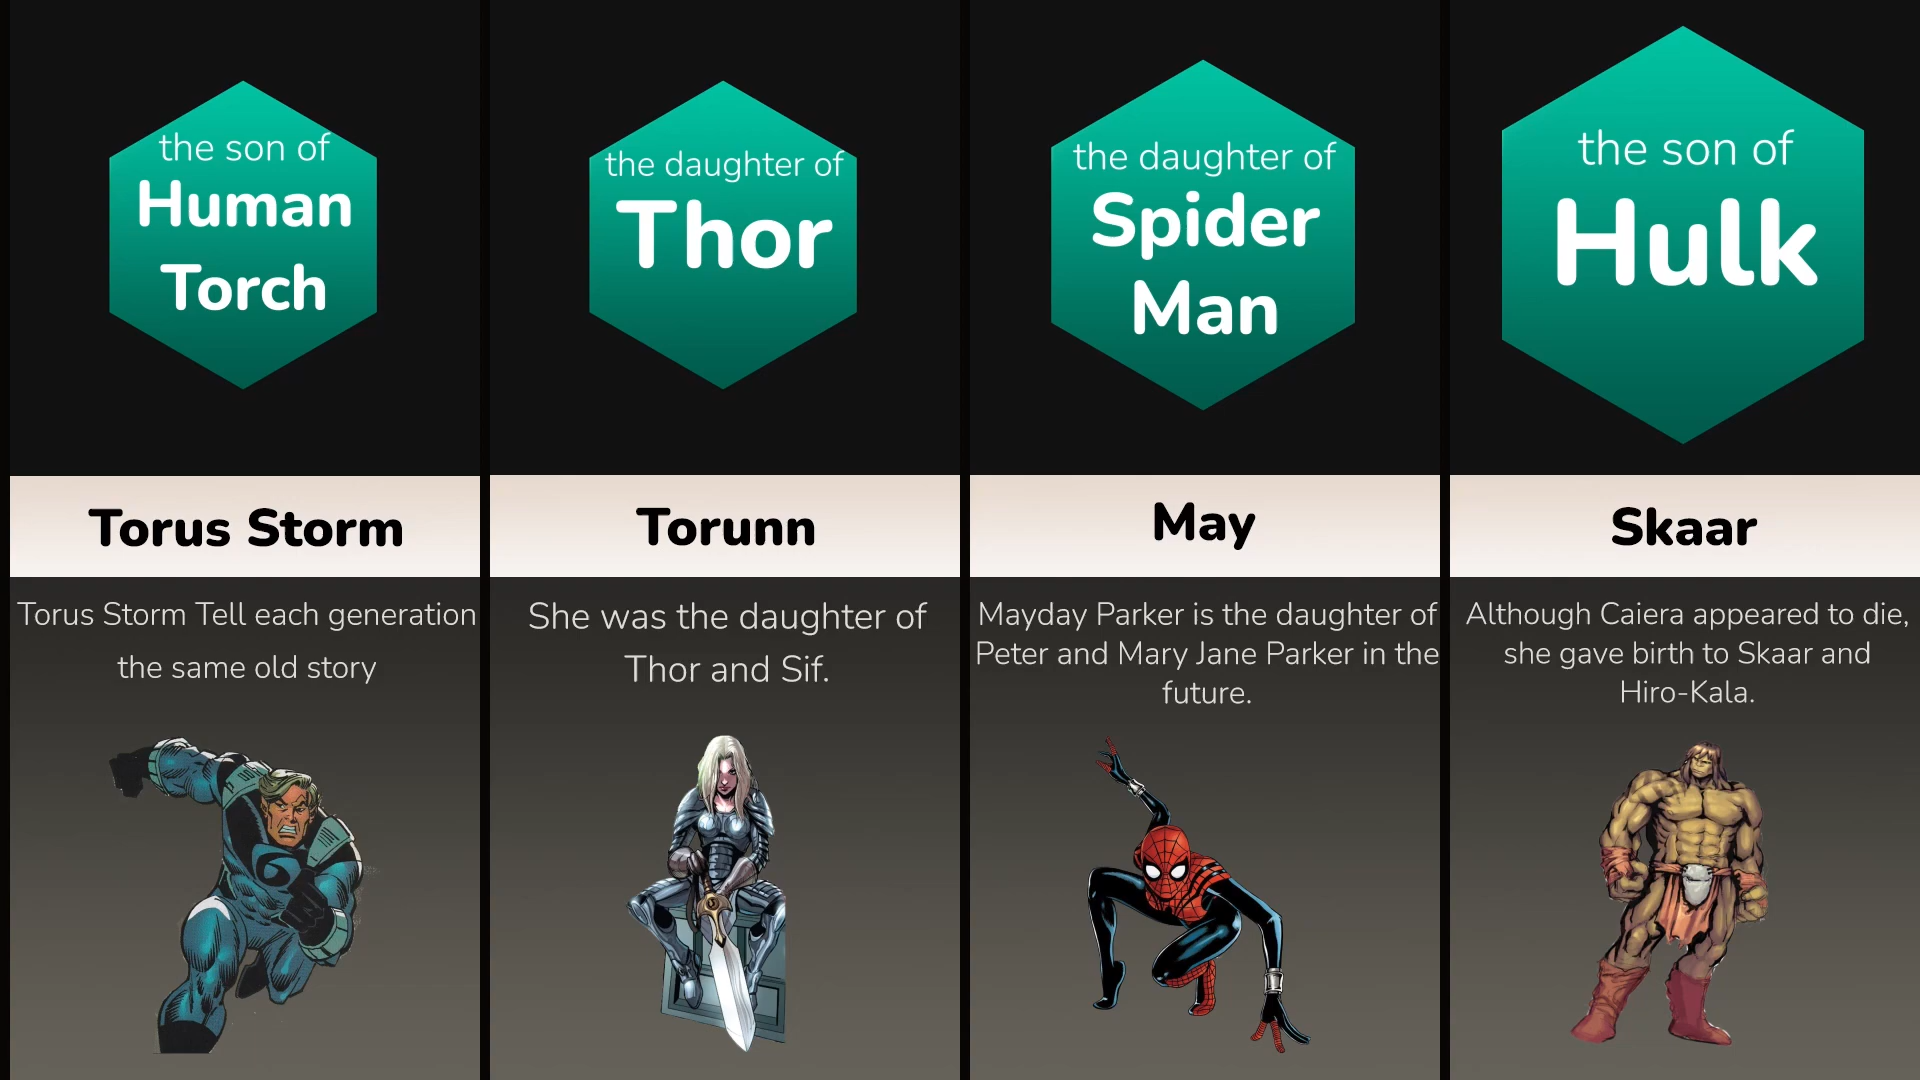 the son of
Human
Torch
Torus Storm
Torus Storm Tell each generation
the same old story
the daughter of
Thor
Torunn
She was the daughter of
Thor and Sif.
the daughter of
Spider
Man
May
Mayday Parker is the daughter of
Peter and Mary Jane Parker in the
future.
the son of
Hulk
Skaar
Although Caiera appeared to die,
she gave birth to Skaar and
Hiro-Kala.